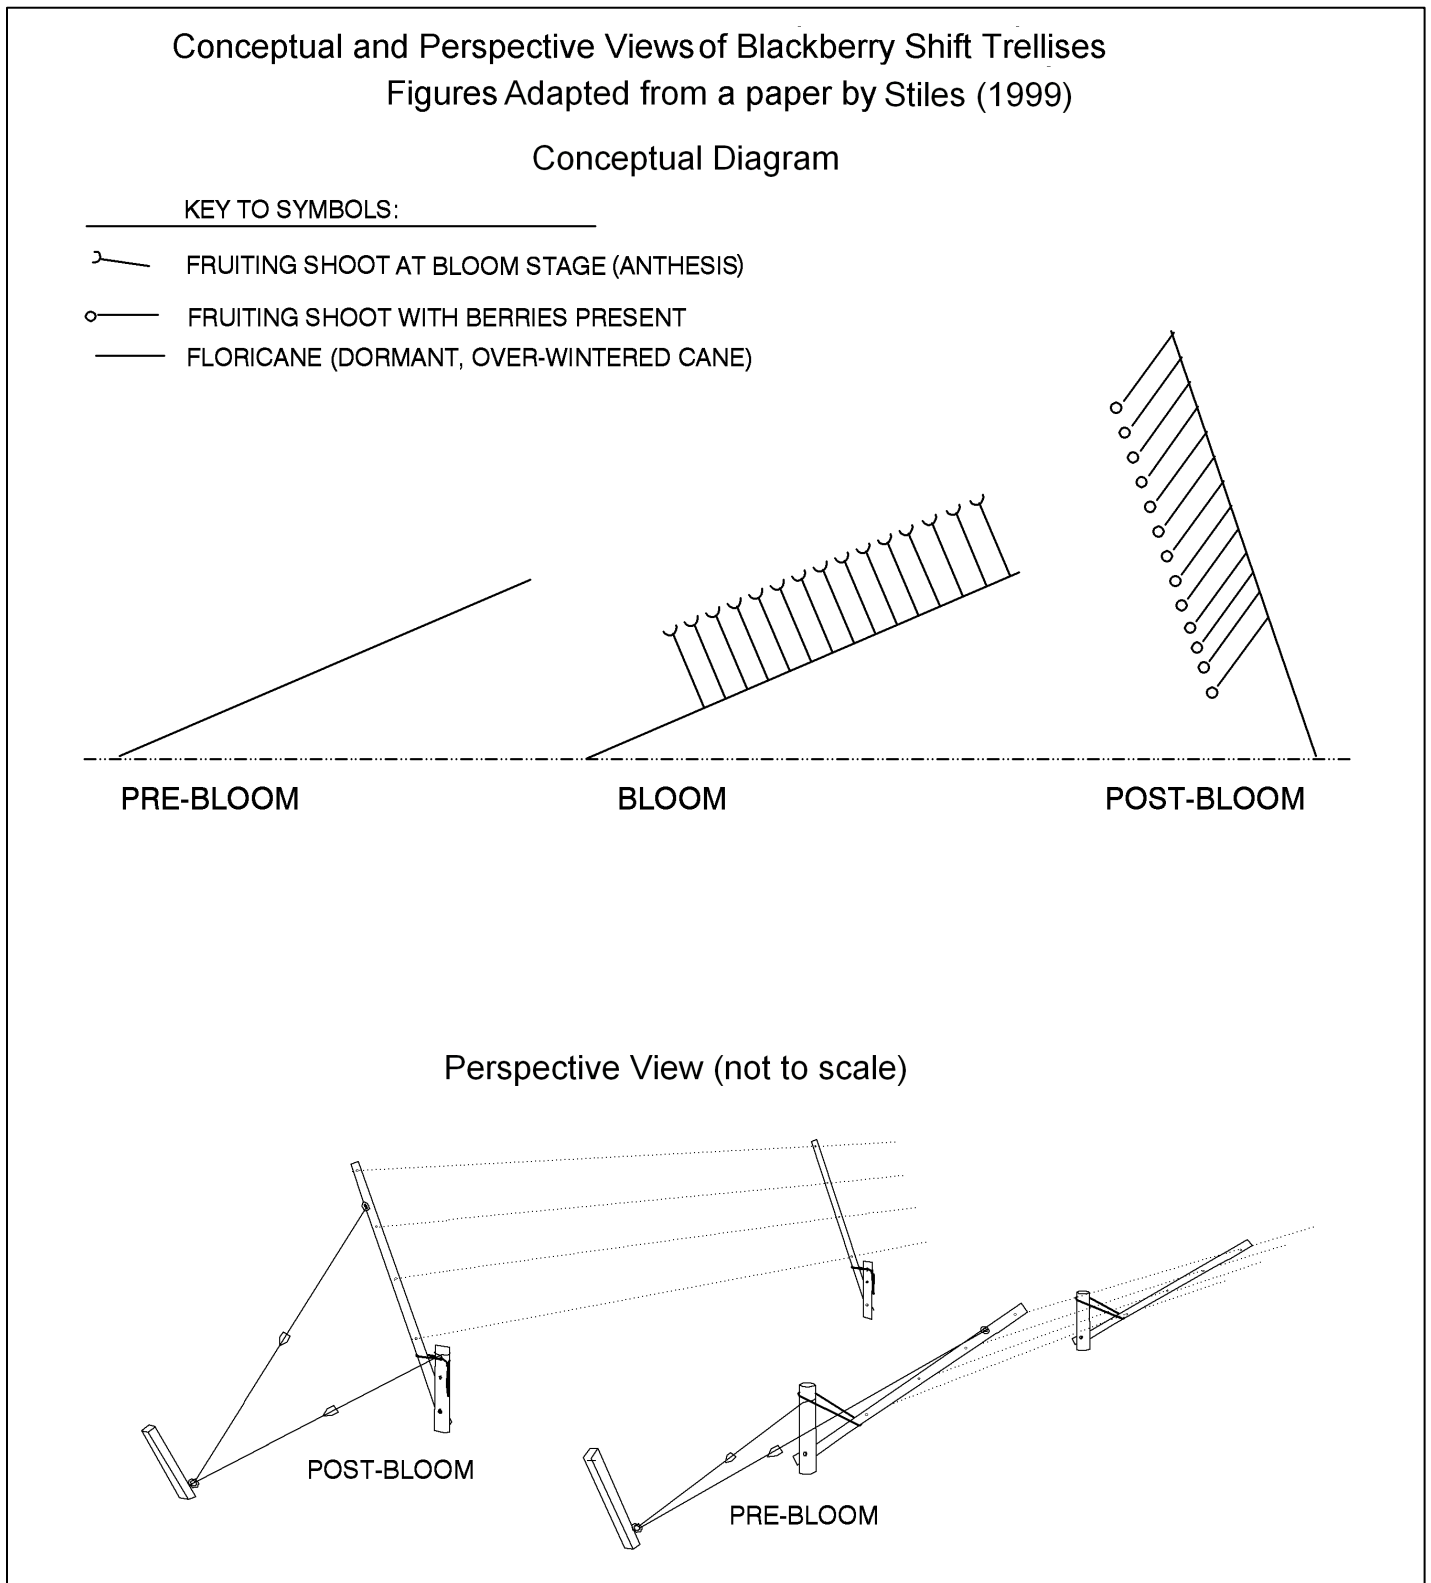 Conceptual and Perspective Views of Blackberry Shift Trellises
Figures Adapted from a paper by Stiles (1999)
Conceptual Diagram
KEY TO SYMBOLS:
FRUITING SHOOT AT BLOOM STAGE (ANTHESIS)
FRUITING SHOOT WITH BERRIES PRESENT
FLORICANE (DORMANT, OVER-WINTERED CANE)
PRE-BLOOM
BLOOM
POST-BLOOM
Perspective View (not to scale)
POST-BLOOM
PRE-BLOOM